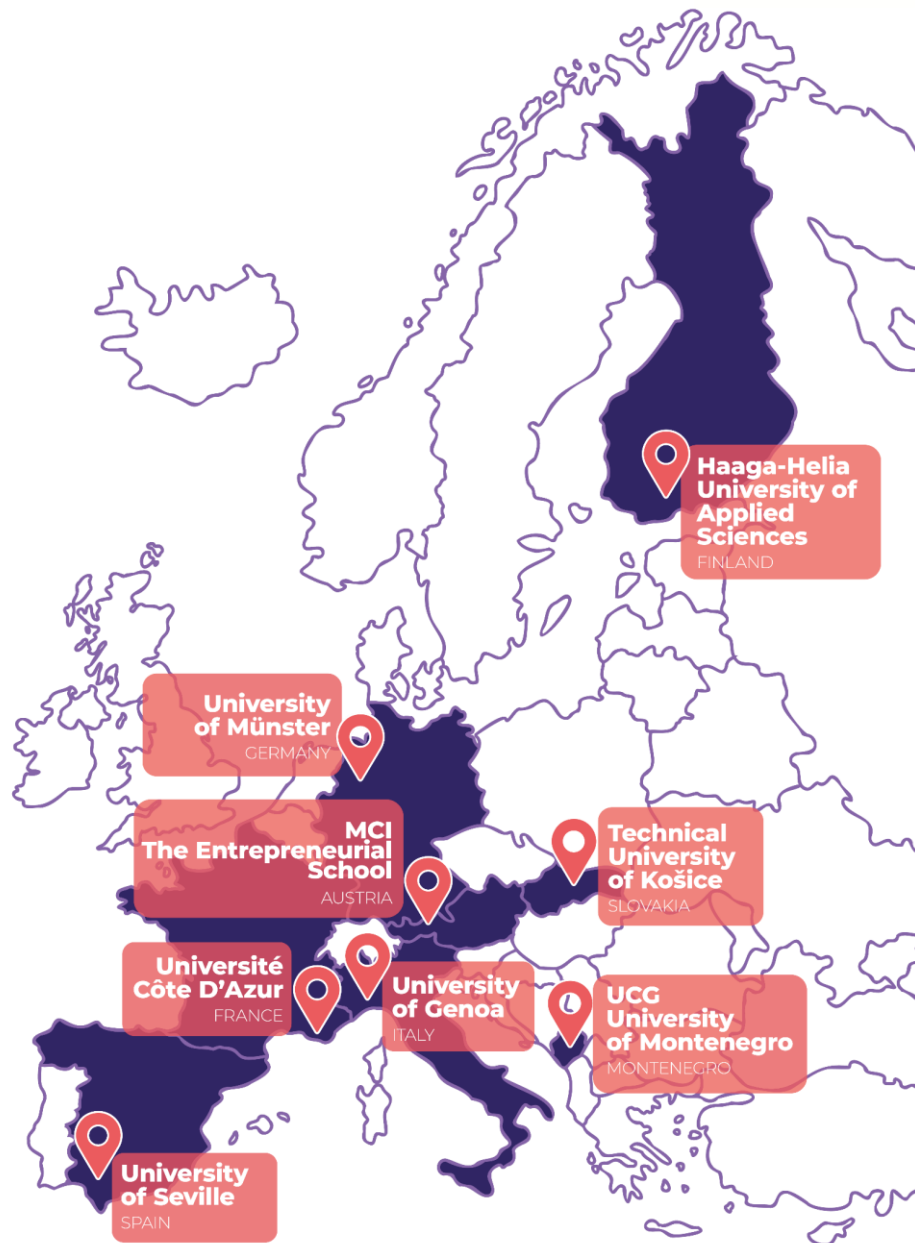 Haaga-Helia
University of
Applied
Sciences
FINLAND
University
of Münster
GERMANY
MCI
The Entrepreneurial
School
AUSTRIA
Technical
University
of Košice
SLOVAKIA
Université
Côte D'Azur
FRANCE
University
of Genoa
ITALY
UCG
University
of Montenegro
MONTENEGRO
University
of Seville
SPAIN